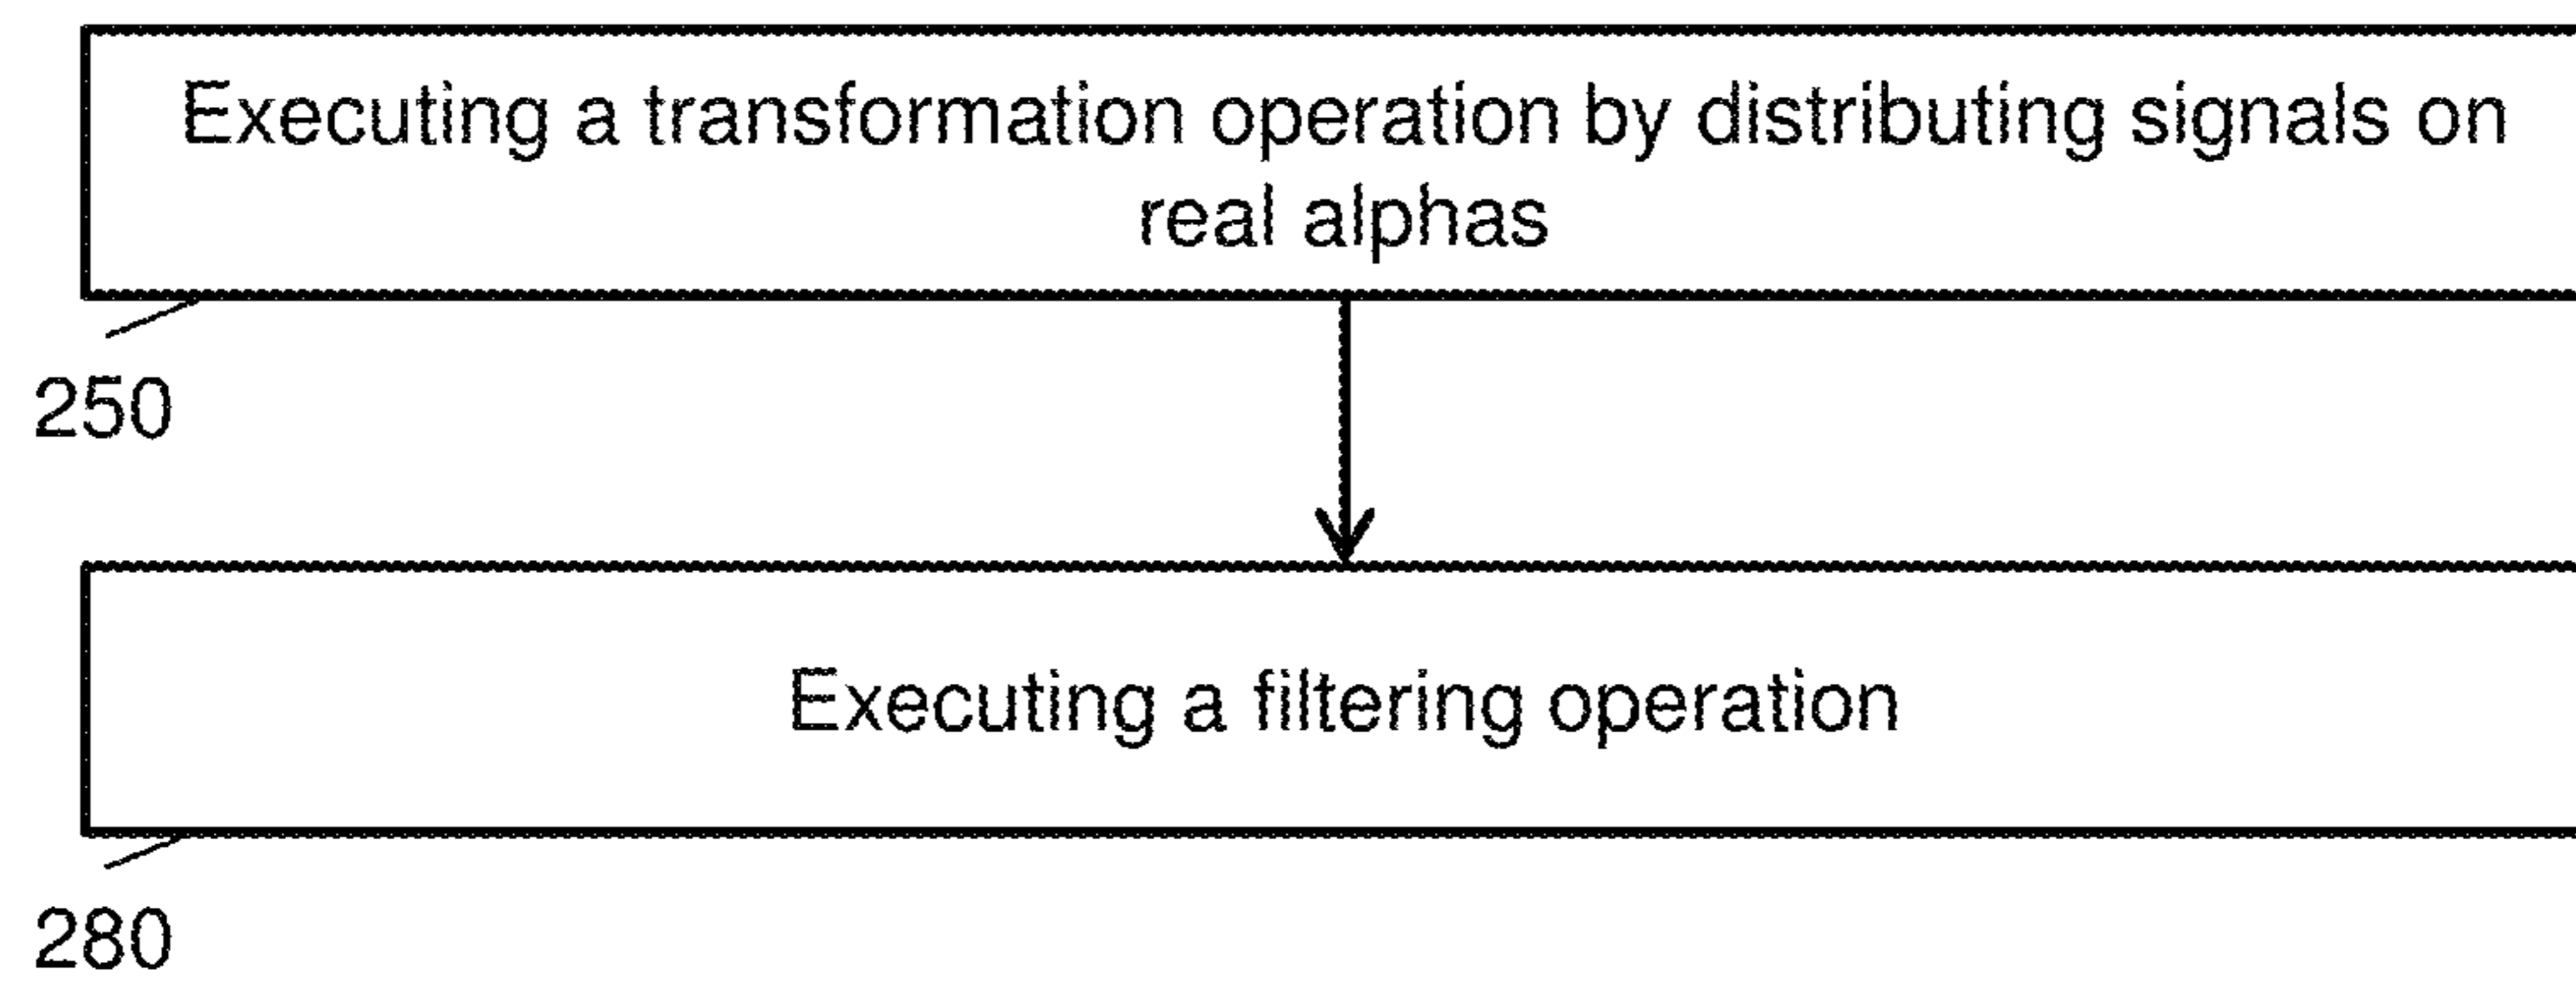 Executing a transformation operation by distributing signals on
real alphas
250
Executing a filtering operation
280